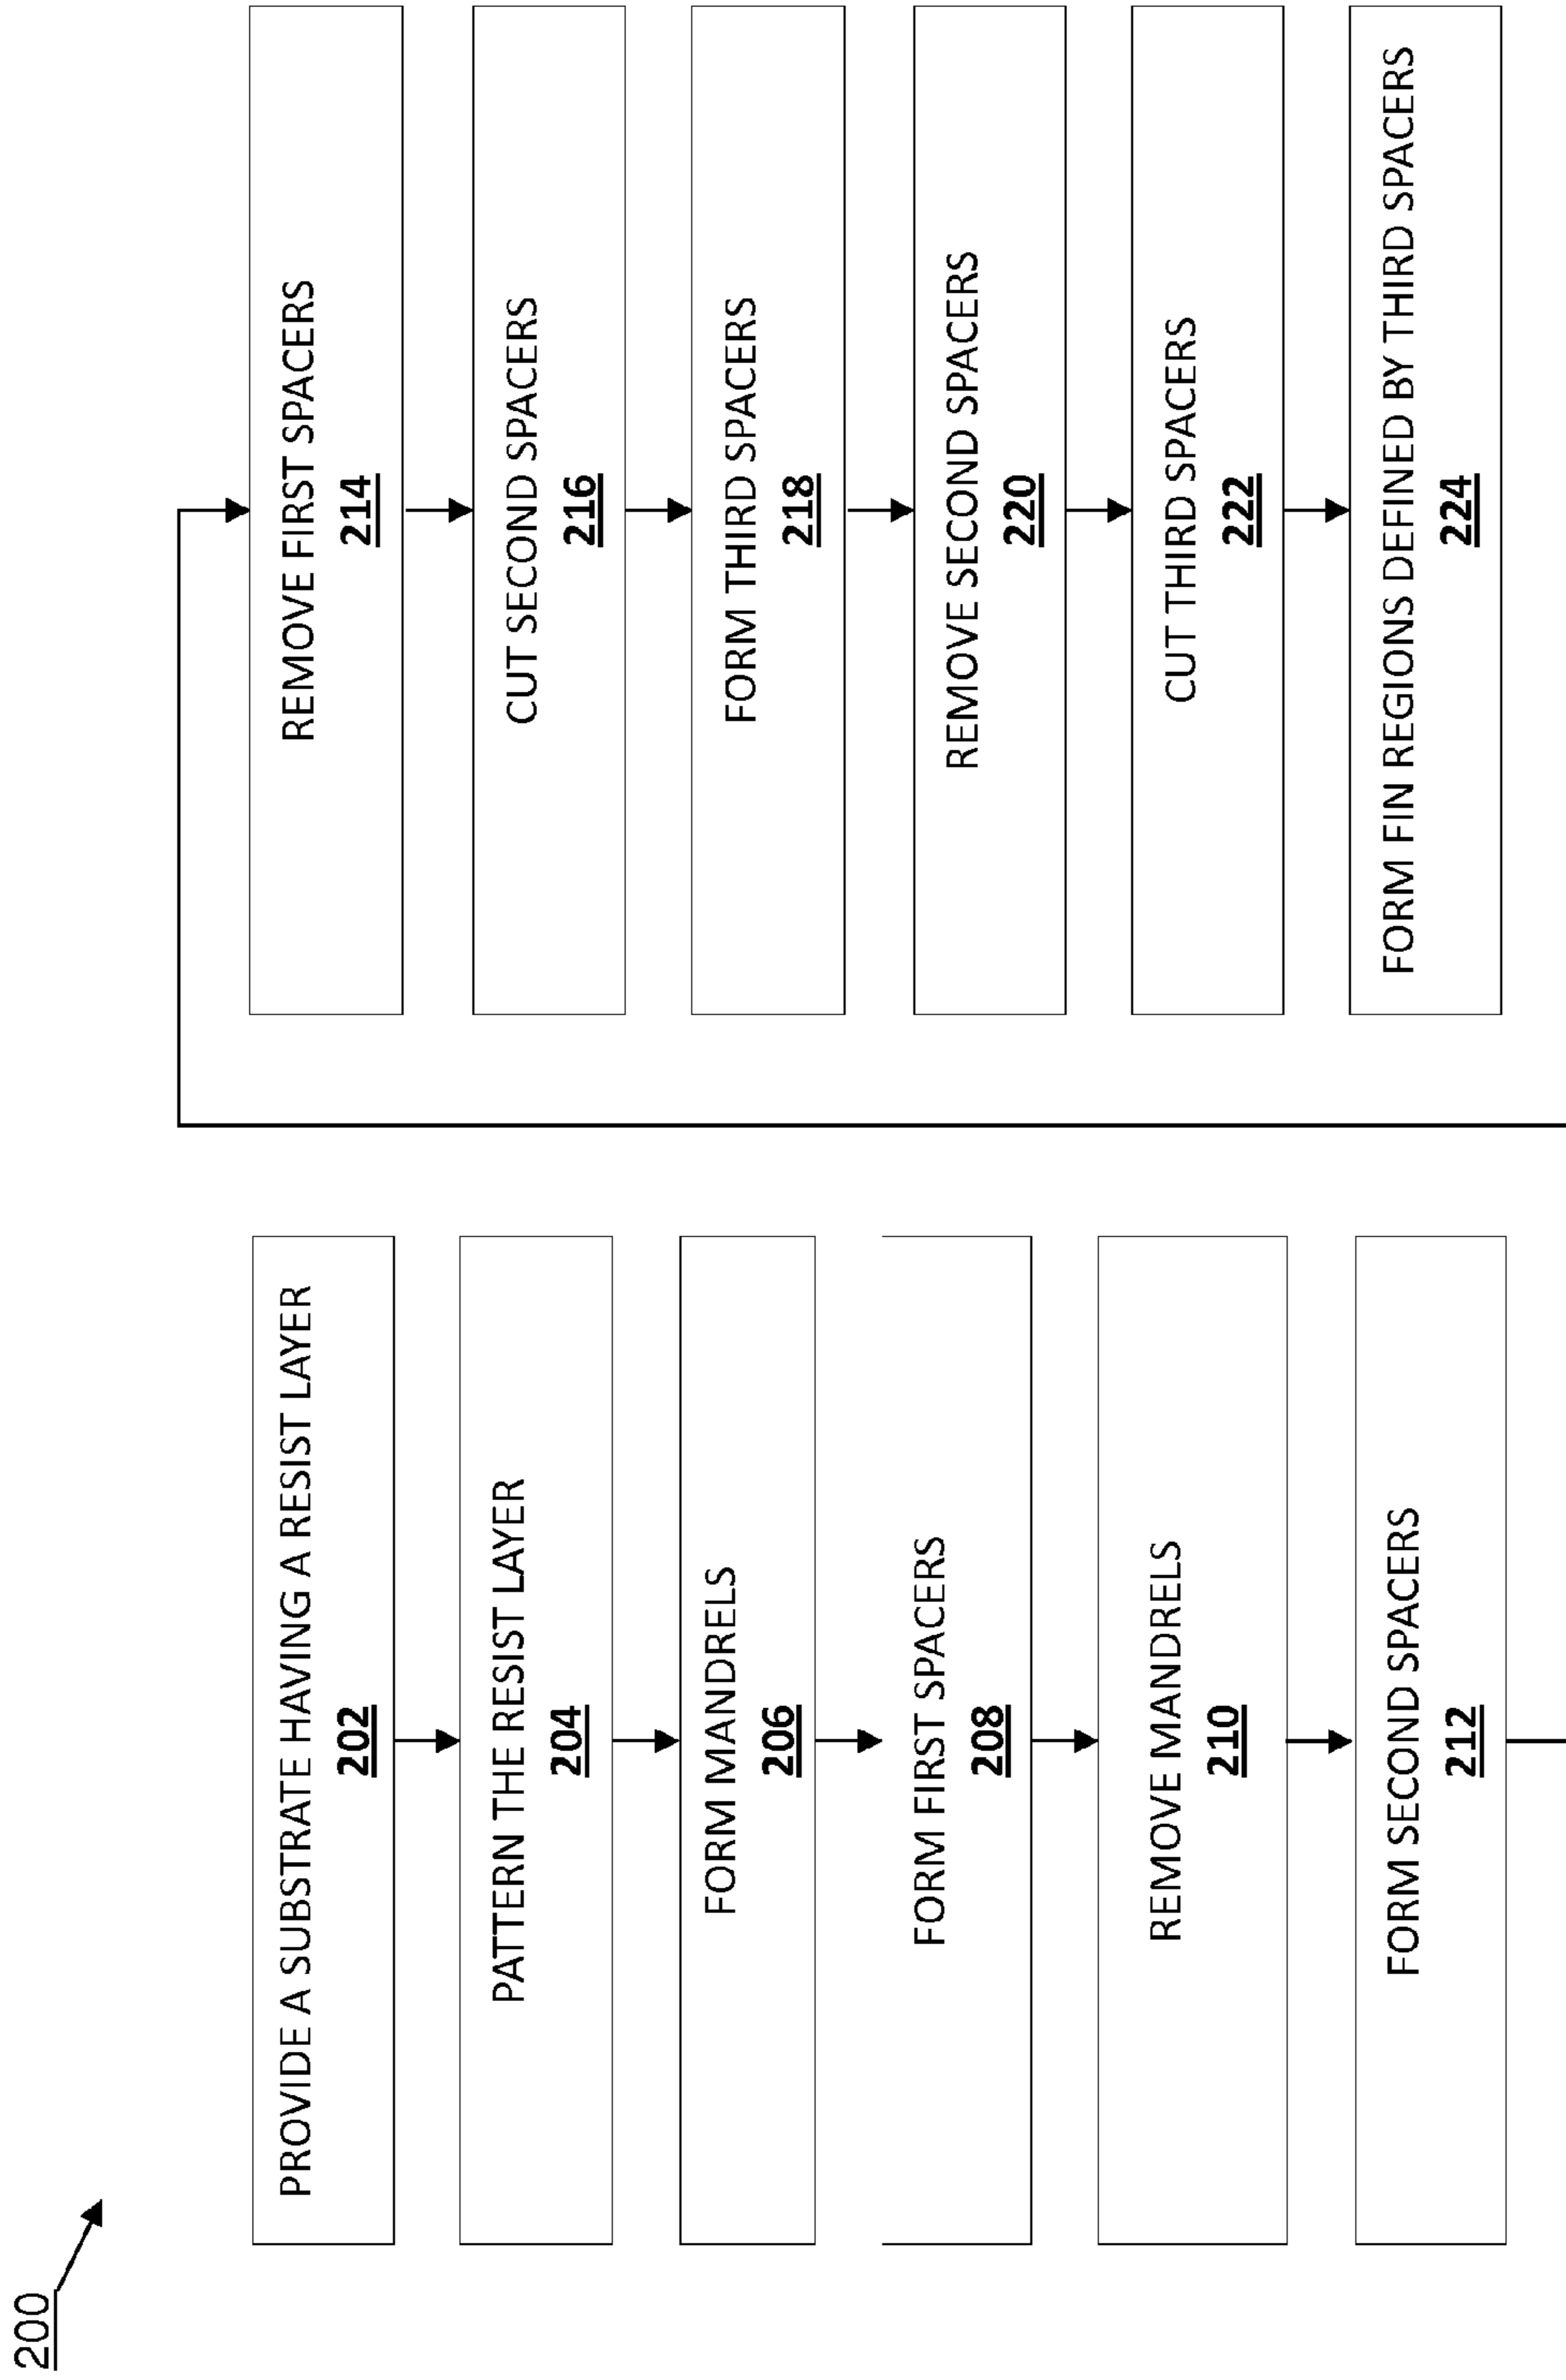 200
PROVIDE A SUBSTRATE HAVING A RESIST LAYER
202
PATTERN THE RESIST LAYER
204
FORM MANDRELS
206
FORM FIRST SPACERS
208
REMOVE MANDRELS
210
FORM SECOND SPACERS
212
REMOVE FIRST SPACERS
214
CUT SECOND SPACERS
216
FORM THIRD SPACERS
218
REMOVE SECOND SPACERS
220
CUT THIRD SPACERS
222
FORM FIN REGIONS DEFINED BY THIRD SPACERS
224